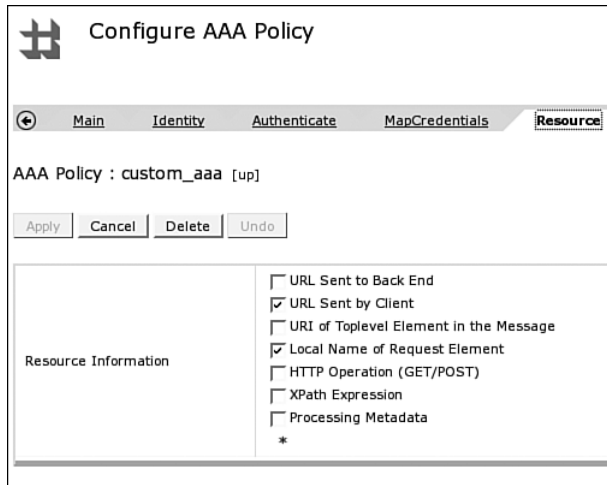 Configure AAA Policy
Main Identity Authenticate MapCredentials Resource
AAA Policy : custom_aaa [up]
Apply Cancel Delete Undo
Resource Information
URL Sent to Back End
URL Sent by Client
URI of Toplevel Element in the Message
Local Name of Request Element
HTTP Operation (GET/POST)
XPath Expression
Processing Metadata
*